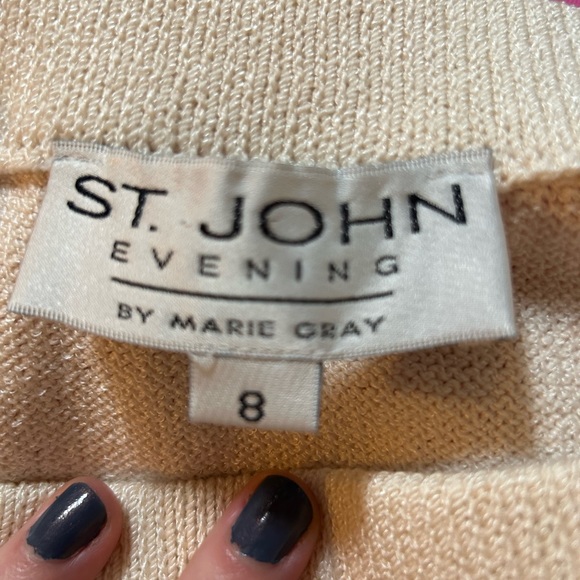 ST. JOHN
EVENING
BY MARIE GRAY
8